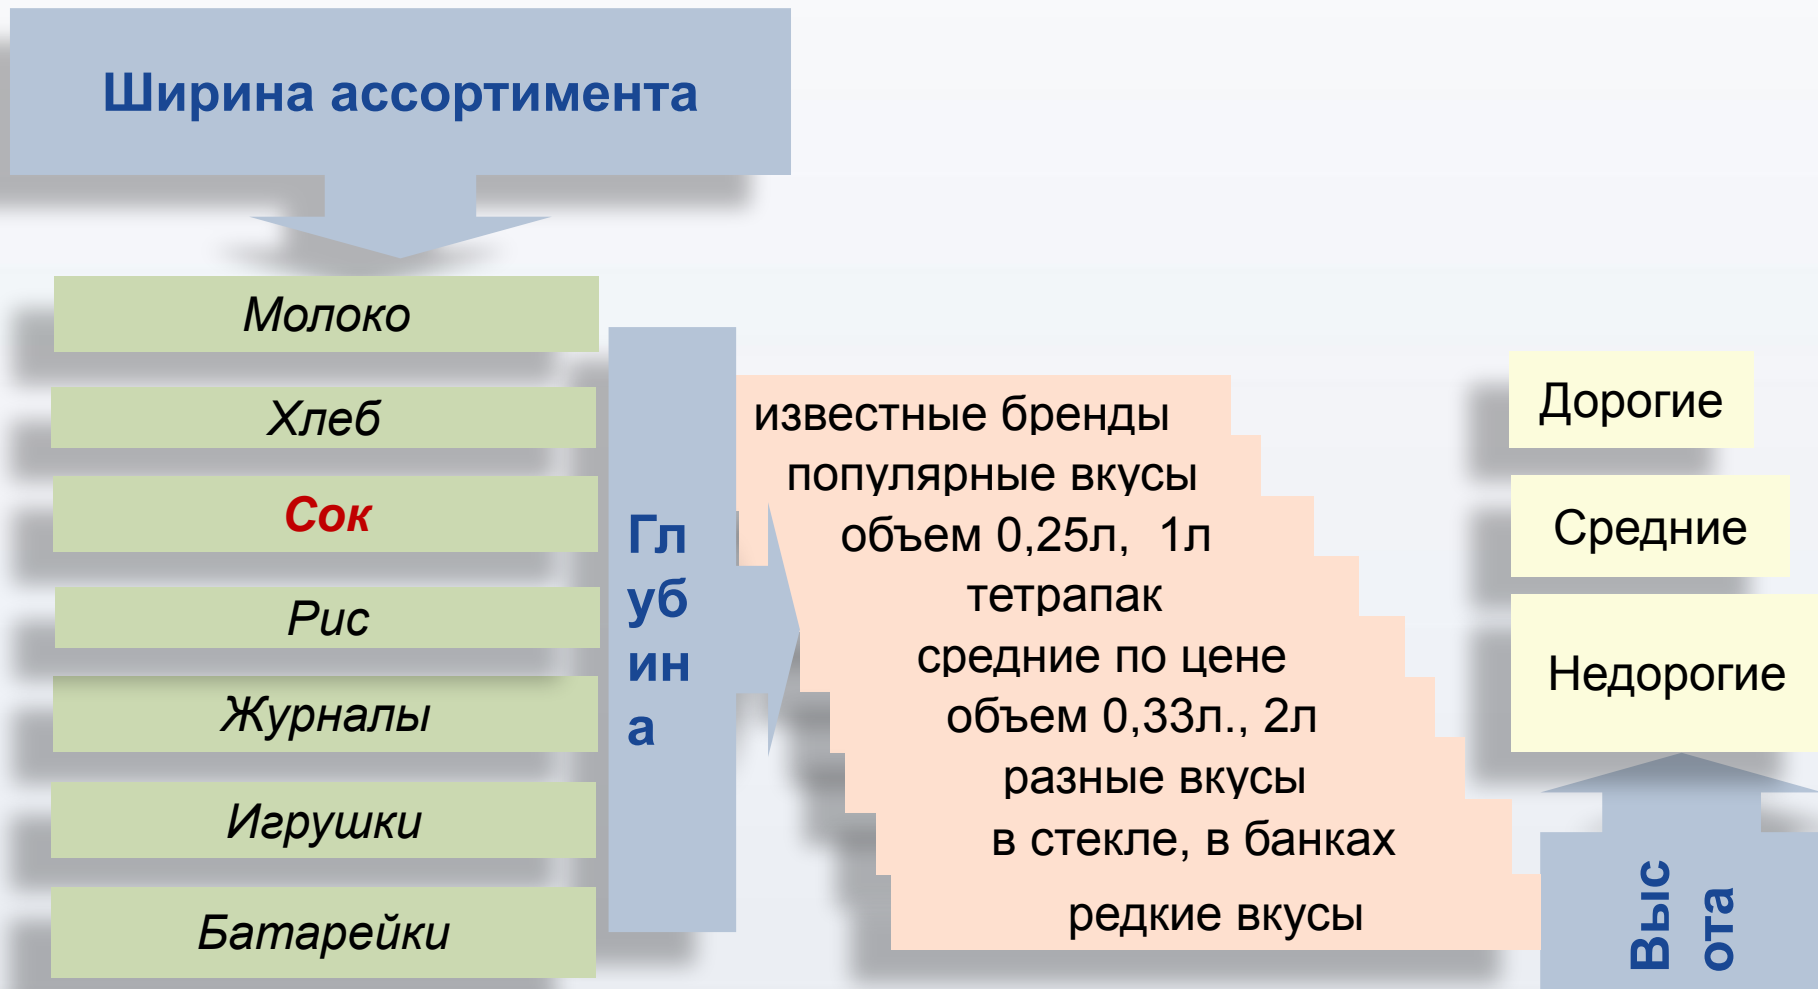 Ширина ассортимента
Молоко
Хлеб
Сок
Рис
Журналы
Игрушки
Батарейки
Гл
уб
ин
а
известные бренды
популярные вкусы
объем 0,25л, 1л
тетрапак
средние по цене
объем 0,33л., 2л
разные вкусы
в стекле, в банках
редкие вкусы
Дорогие
Средние
Недорогие
Выс
ота